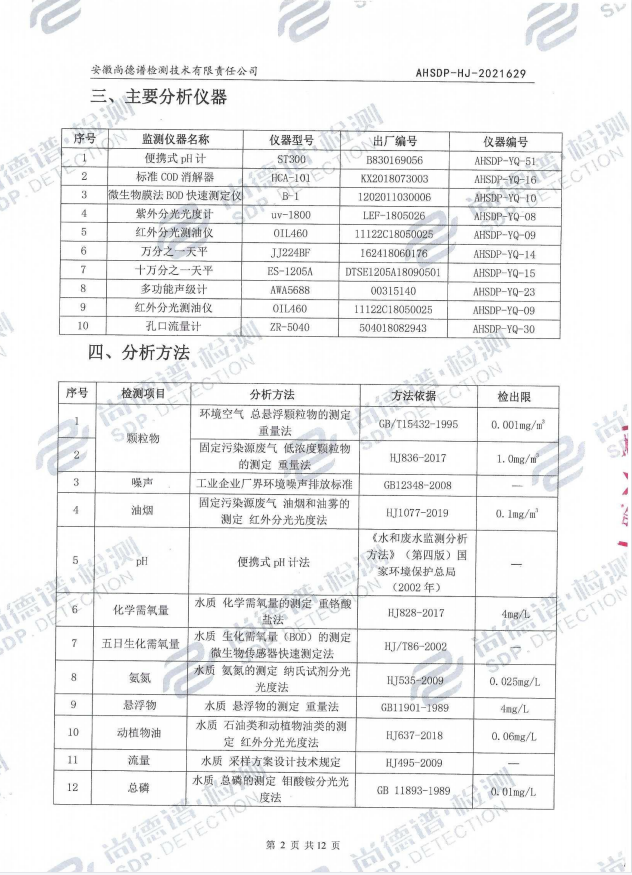 安徽尚德谱检测技术有限责任公司 AHSDP-HJ-2021629
三、主要分析仪器
序号 监测仪器名称 仪器型号 出厂编号 仪器编号
1 便携式 pH 计 ST300 B830169056 AHSDP-YQ-51
2 标准 COD 消解器 HCA-101 KX2018073003 AHSDP-YQ-16
3 微生物膜法 BOD 快速测定仪 B-1 1202011030006 AHSDP-YQ-10
4 紫外分光光度计 uv-1800 LEF-1805026 AHSDP-YQ-08
5 红外分光测油仪 OIL460 11122C18050025 AHSDP-YQ-09
6 万分之一天平 JJ224BF 162418060176 AHSDP-YQ-14
7 十万分之一天平 ES-1205A DTSE1205A18090501 AHSDP-YQ-15
8 多功能声级计 AWA5688 00315140 AHSDP-YQ-23
9 红外分光测油仪 OIL460 11122C18050025 AHSDP-YQ-09
10 孔口流量计 ZR-5040 504018082943 AHSDP-YQ-30
四、分析方法
序号 检测项目 分析方法 方法依据 检出限
1 颗粒物 环境空气 总悬浮颗粒物的测定
重量法 GB/T15432-1995 0.001mg/m³
2 固定污染源废气 低浓度颗粒物
的测定 重量法 HJ836-2017 1.0mg/m³
3 噪声 工业企业厂界环境噪声排放标准 GB12348-2008 —
4 油烟 固定污染源废气 油烟和油雾的
测定 红外分光光度法 HJ1077-2019 0.1mg/m³
5 pH 便携式 pH 计法 《水和废水监测分析
方法》（第四版）国
家环境保护总局
（2002 年） —
6 化学需氧量 水质 化学需氧量的测定 重铬酸
盐法 HJ828-2017 4mg/L
7 五日生化需氧量 水质 生化需氧量（BOD）的测定
微生物传感器快速测定法 HJ/T86-2002 —
8 氨氮 水质 氨氮的测定 纳氏试剂分光
光度法 HJ535-2009 0.025mg/L
9 悬浮物 水质 悬浮物的测定 重量法 GB11901-1989 4mg/L
10 动植物油 水质 石油类和动植物油类的测
定 红外分光光度法 HJ637-2018 0.06mg/L
11 流量 水质 采样方案设计技术规定 HJ495-2009 —
12 总磷 水质 总磷的测定 钼酸铵分光光
度法 GB 11893-1989 0.01mg/L
第 2 页 共 12 页
尚德谱·检测
SDP.DETECTION